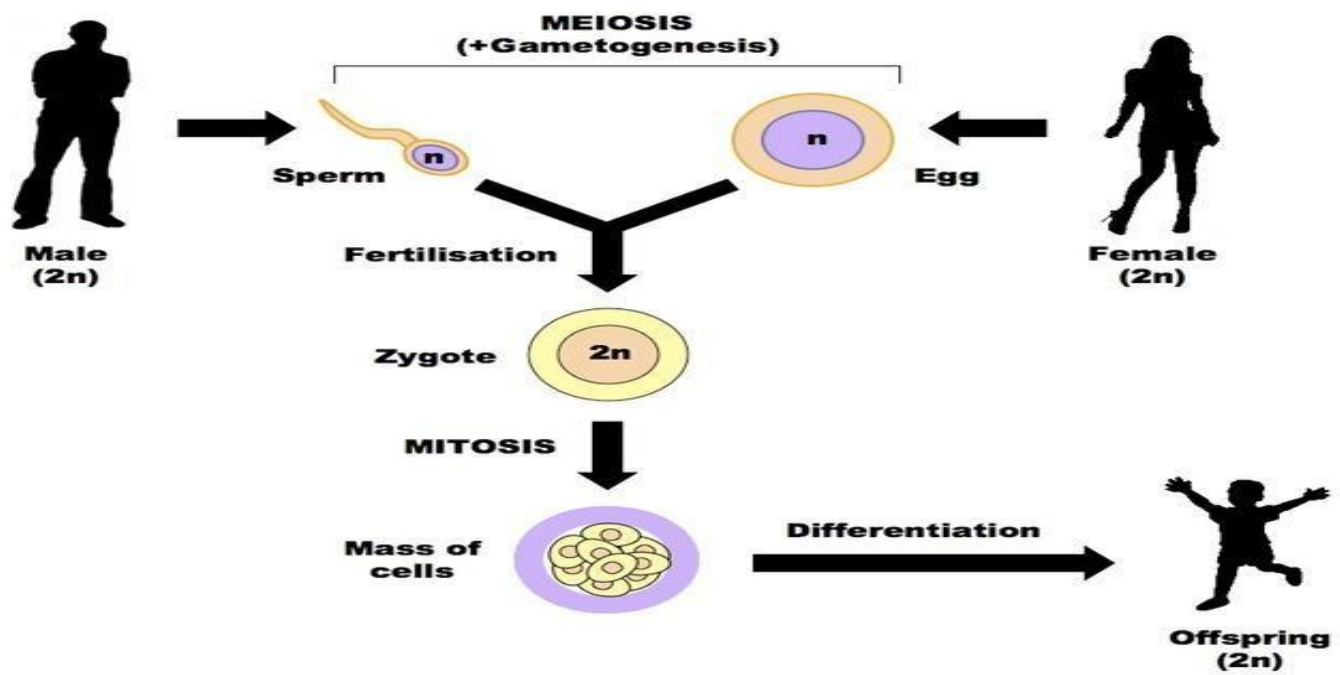 MEIOSIS
(+Gametogenesis)
n
Sperm
n
Egg
Male
(2n)
Fertilisation
Female
(2n)
Zygote
2n
MITOSIS
Mass of
cells
Differentiation
Offspring
(2n)